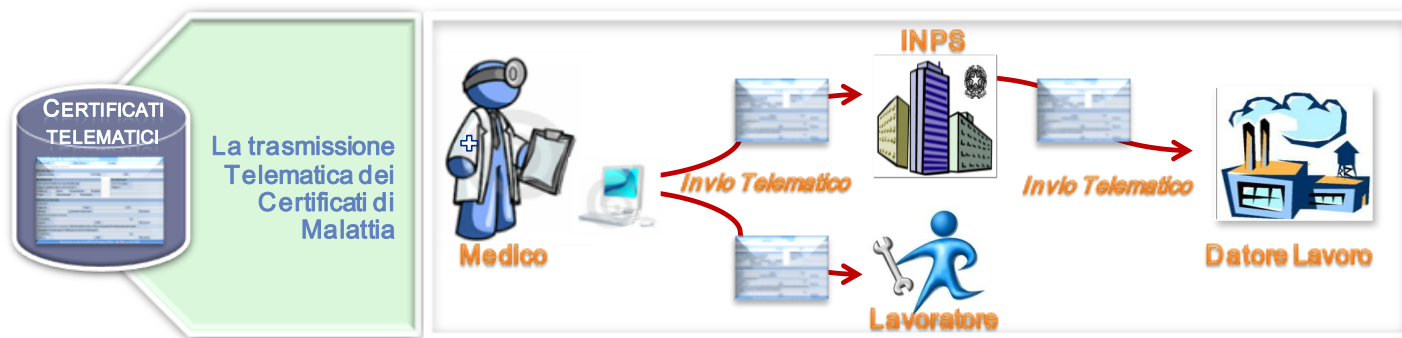 CERTIFICATI
TELEMATICI
La trasmissione
Telematica dei
Certificati di
Malattia
Medico
INPS
Invio Telematico
Invio Telematico
Lavoratore
Datore Lavoro